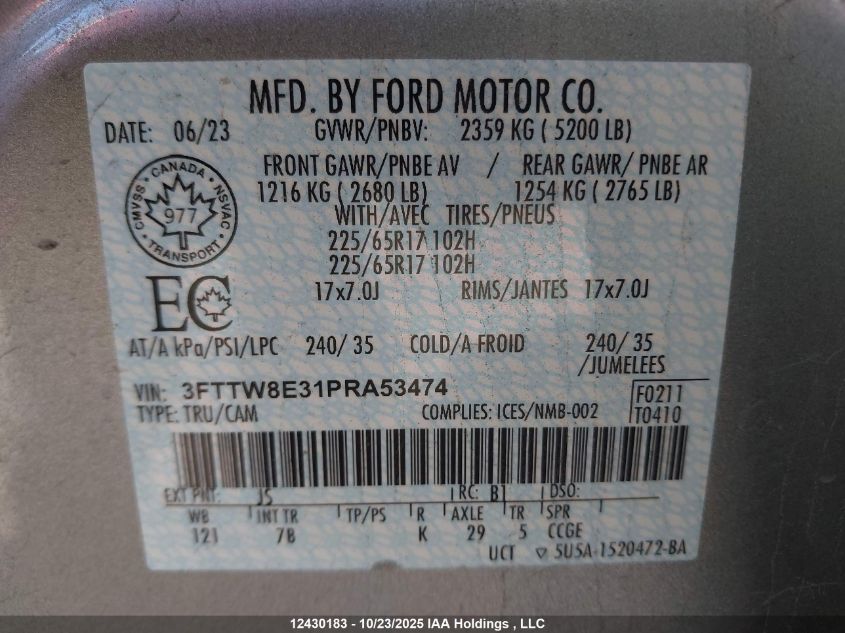 MFD. BY FORD MOTOR CO.
DATE: 06/23 GVWR/PNBV: 2359 KG ( 5200 LB)
FRONT GAWR/PNBE AV / REAR GAWR/ PNBE AR
1216 KG ( 2680 LB) 1254 KG ( 2765 LB)
WITH/AVEC TIRES/PNEUS
225/65R17 102H
225/65R17 102H
17x7.0J RIMS/JANTES 17x7.0J
CMVSS · CANADA · NSVAC
977
TRANSPORT
EC
AT/A kPa/PSI/LPC 240/ 35 COLD/A FROID 240/ 35
/JUMELEES
VIN: 3FTTW8E31PRA53474 F0211
TYPE: TRU/CAM COMPLIES: ICES/NMB-002 T0410
EXT PNT: JS RC: B1 DSO:
WB INT TR TP/PS R AXLE TR SPR
121 7B K 29 5 CCGE
UCT ▽ 5U5A-1520472-BA
12430183 - 10/23/2025 IAA Holdings , LLC